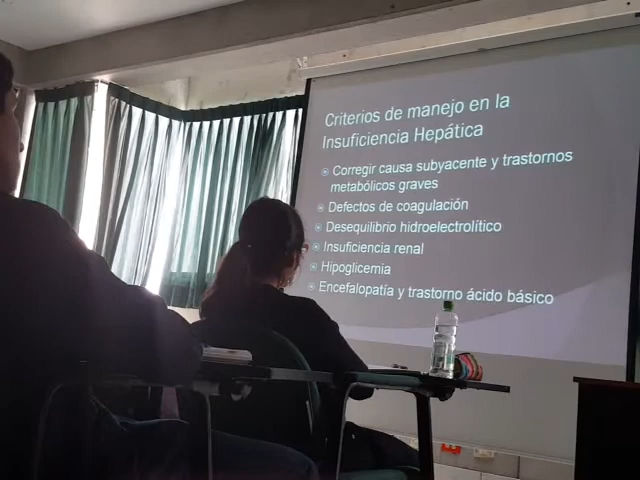 Criterios de manejo en la
Insuficiencia Hepática
Corregir causa subyacente y trastornos
metabólicos graves
Defectos de coagulación
Desequilibrio hidroelectrolítico
Insuficiencia renal
Hipoglicemia
Encefalopatía y trastorno ácido básico